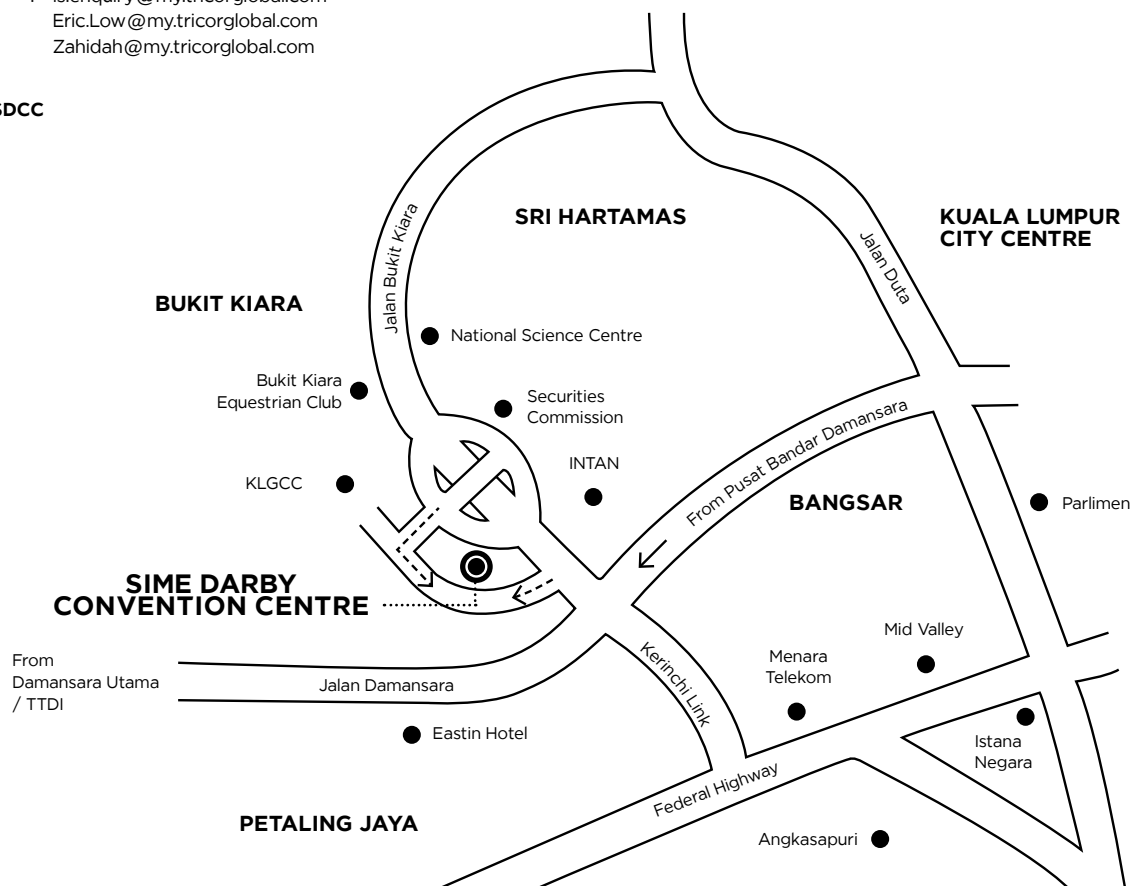 Eric.Low@my.tricorglobal.com
Zahidah@my.tricorglobal.com
SDCC
SRI HARTAMAS
KUALA LUMPUR
CITY CENTRE
Jalan Bukit Kiara
Jalan Duta
BUKIT KIARA
National Science Centre
Bukit Kiara
Equestrian Club
Securities
Commission
From Pusat Bandar Damansara
INTAN
KLGCC
BANGSAR
Parlimen
SIME DARBY
CONVENTION CENTRE
Mid Valley
Kerinchi Link
Menara
Telekom
From
Damansara Utama
/ TTDI
Jalan Damansara
Eastin Hotel
Istana
Negara
Federal Highway
PETALING JAYA
Angkasapuri